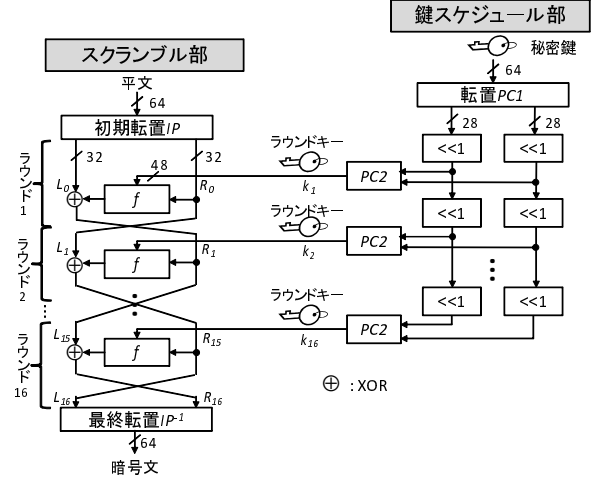 鍵スケジュール部
スクランブル部
秘密鍵
平文
64
64
転置PC1
初期転置IP
28
28
32
32
ラウンドキー
<<1
<<1
ラウンド1
48
L0
f
R0
k1
PC2
ラウンドキー
<<1
<<1
ラウンド2
L1
f
R1
k2
PC2
ラウンドキー
<<1
<<1
ラウンド16
L15
f
R15
k16
PC2
⊕ : XOR
L16
R16
最終転置IP-1
64
暗号文